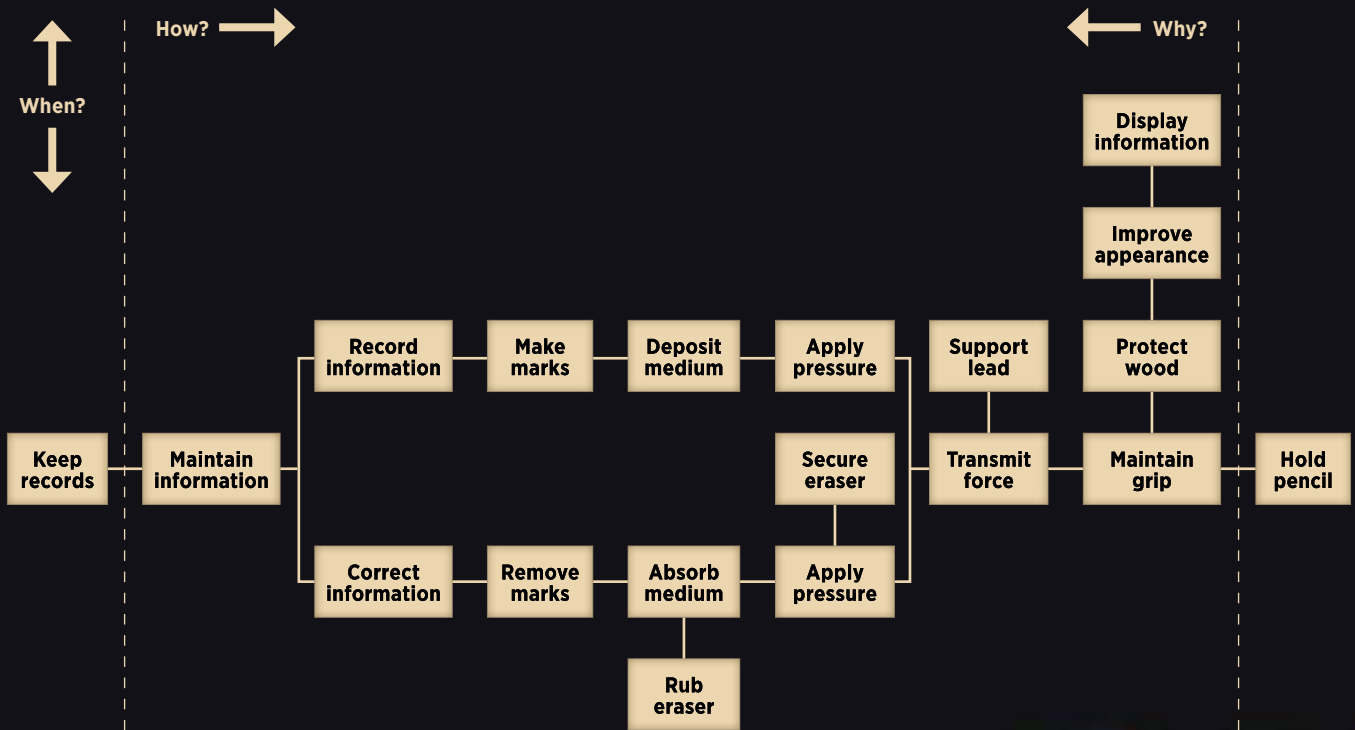 How?
Why?
When?
Display
information
Improve
appearance
Record
information
Make
marks
Deposit
medium
Apply
pressure
Support
lead
Protect
wood
Keep
records
Maintain
information
Secure
eraser
Transmit
force
Maintain
grip
Hold
pencil
Correct
information
Remove
marks
Absorb
medium
Apply
pressure
Rub
eraser